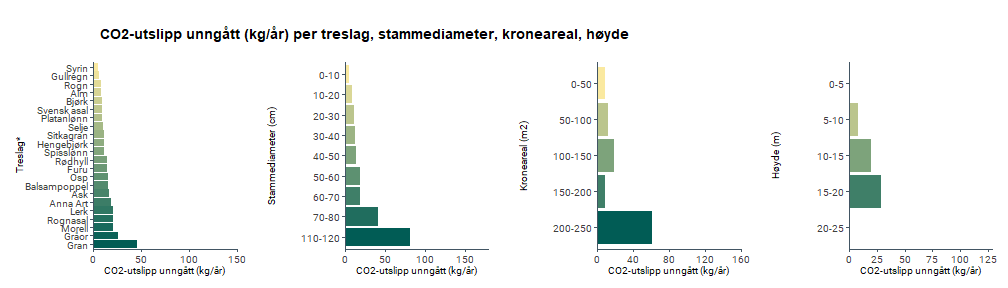 CO2-utslipp unngått (kg/år) per treslag, stammediameter, kroneareal, høyde
Treslag*
Syrin
Gullregn
Rogn
Alm
Bjørk
Svenskasal
Platanlønn
Selje
Sitkagran
Hengebjørk
Spisslønn
Rødhyll
Furu
Osp
Balsampoppel
Ask
Anna Art
Lerk
Rognasal
Morell
Gråor
Gran
0 50 100 150
CO2-utslipp unngått (kg/år)
Stammediameter (cm)
0-10
10-20
20-30
30-40
40-50
50-60
60-70
70-80
110-120
0 50 100 150
CO2-utslipp unngått (kg/år)
Kroneareal (m2)
0-50
50-100
100-150
150-200
200-250
0 40 80 120 160
CO2-utslipp unngått (kg/år)
Høyde (m)
0-5
5-10
10-15
15-20
20-25
0 25 50 75 100 125
CO2-utslipp unngått (kg/år)